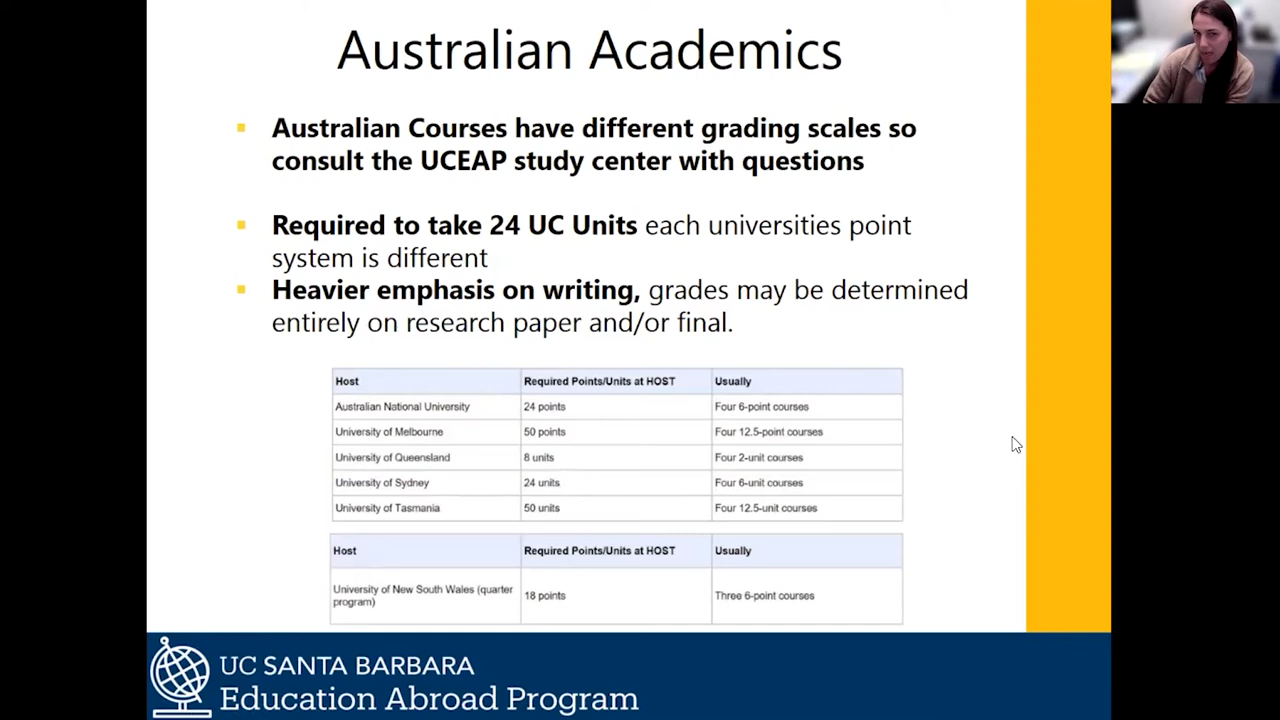 Australian Academics
Australian Courses have different grading scales so
consult the UCEAP study center with questions
Required to take 24 UC Units each universities point
system is different
Heavier emphasis on writing, grades may be determined
entirely on research paper and/or final.
Host Required Points/Units at HOST Usually
Australian National University 24 points Four 6-point courses
University of Melbourne 50 points Four 12.5-point courses
University of Queensland 8 units Four 2-unit courses
University of Sydney 24 units Four 6-unit courses
University of Tasmania 50 units Four 12.5-unit courses
Host Required Points/Units at HOST Usually
University of New South Wales (quarter
program) 18 points Three 6-point courses
UC SANTA BARBARA
Education Abroad Program